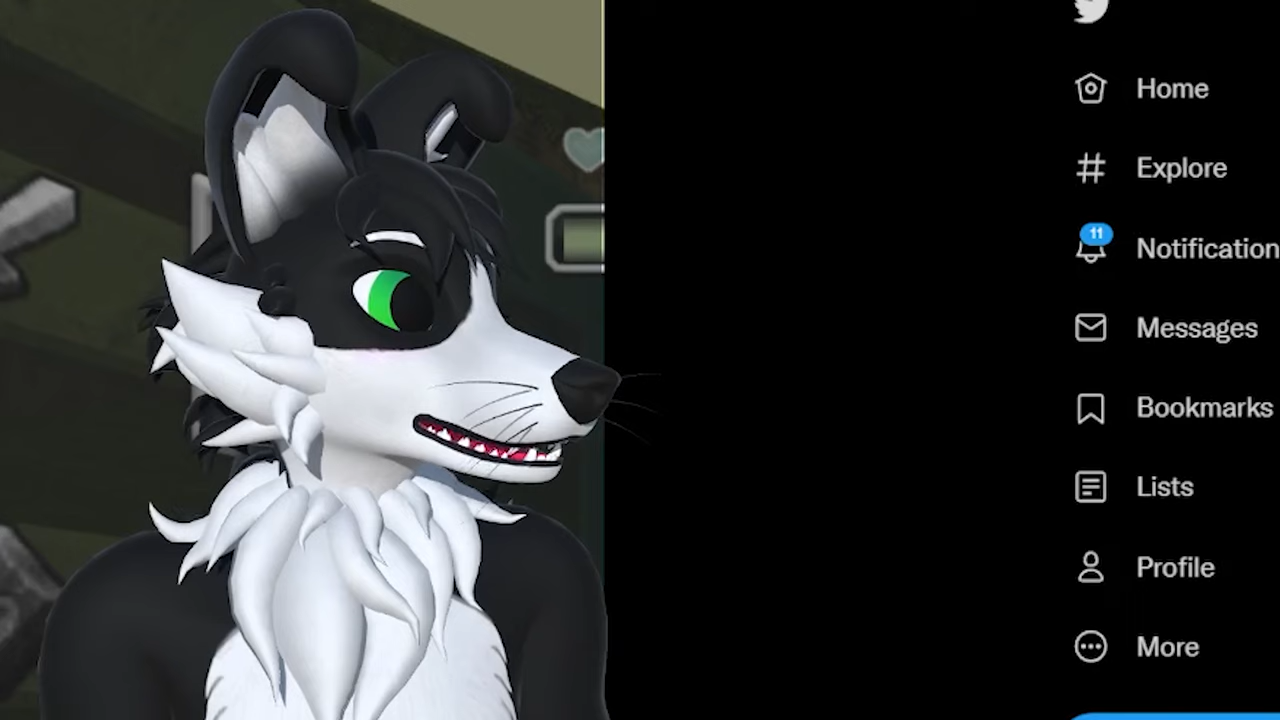 Home
Explore
11
Notification
Messages
Bookmarks
Lists
Profile
More